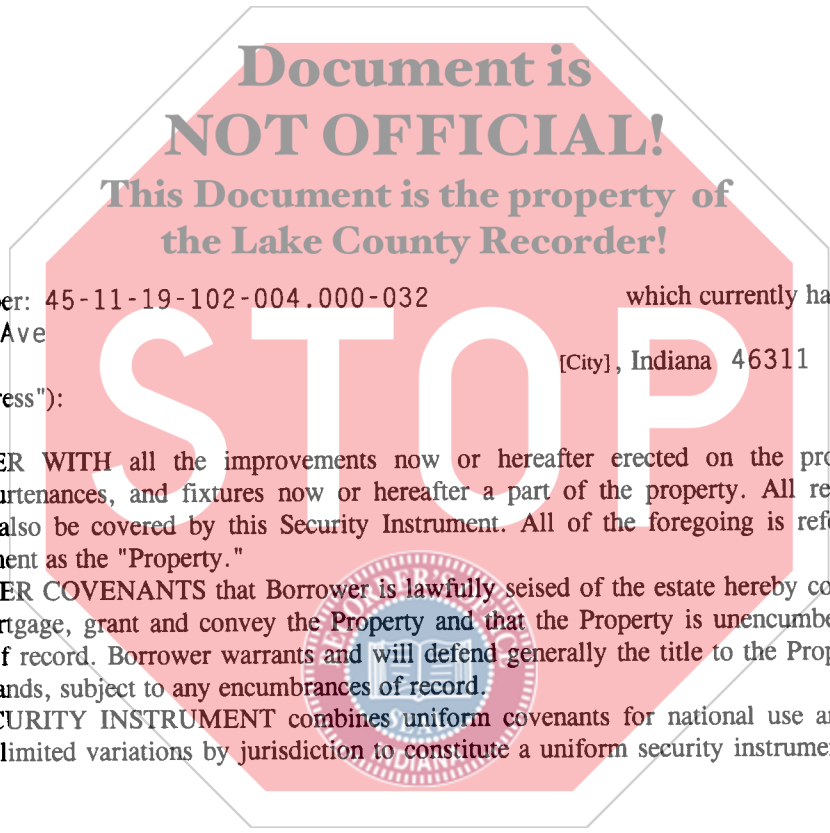 Document is
NOT OFFICIAL!
This Document is the property of
the Lake County Recorder!
er: 45-11-19-102-004.000-032 which currently ha
Ave
[City], Indiana 46311
ress"):
STOP
ER WITH all the improvements now or hereafter erected on the pro
urtenances, and fixtures now or hereafter a part of the property. All re
also be covered by this Security Instrument. All of the foregoing is refe
ment as the "Property."
ER COVENANTS that Borrower is lawfully seised of the estate hereby co
rtgage, grant and convey the Property and that the Property is unencumbe
f record. Borrower warrants and will defend generally the title to the Prop
ands, subject to any encumbrances of record.
CURITY INSTRUMENT combines uniform covenants for national use an
limited variations by jurisdiction to constitute a uniform security instrume
SEAL
INDIANA